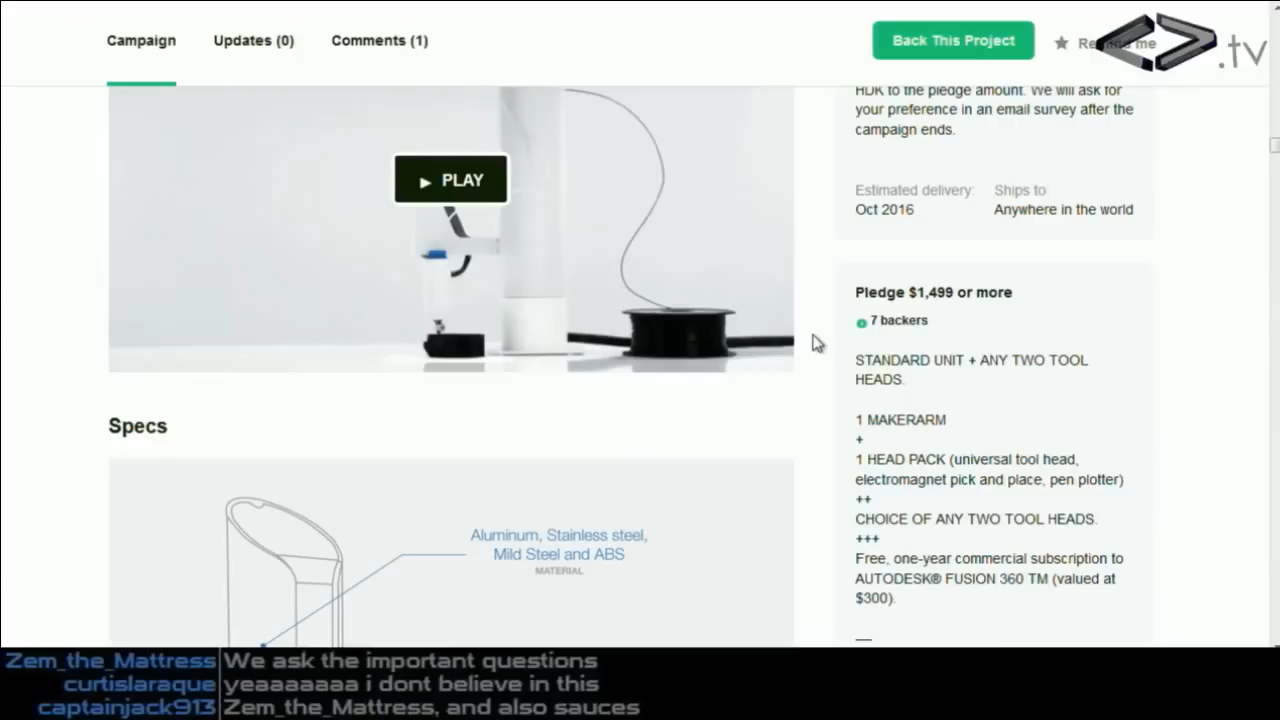 Campaign
Updates (0)
Comments (1)
Back This Project
Remind me
.tv
PLAY
Specs
Aluminum, Stainless steel,
Mild Steel and ABS
MATERIAL
HDK to the pledge amount. We will ask for
your preference in an email survey after the
campaign ends.
Estimated delivery:
Oct 2016
Ships to:
Anywhere in the world
Pledge $1,499 or more
7 backers
STANDARD UNIT + ANY TWO TOOL
HEADS.
1 MAKERARM
+
1 HEAD PACK (universal tool head,
electromagnet pick and place, pen plotter)
++
CHOICE OF ANY TWO TOOL HEADS.
+++
Free, one-year commercial subscription to
AUTODESK® FUSION 360 TM (valued at
$300).
—
Zem_the_Mattress We ask the important questions
curtislaraque yeaaaaaaa i dont believe in this
captainjack913 Zem_the_Mattress, and also sauces